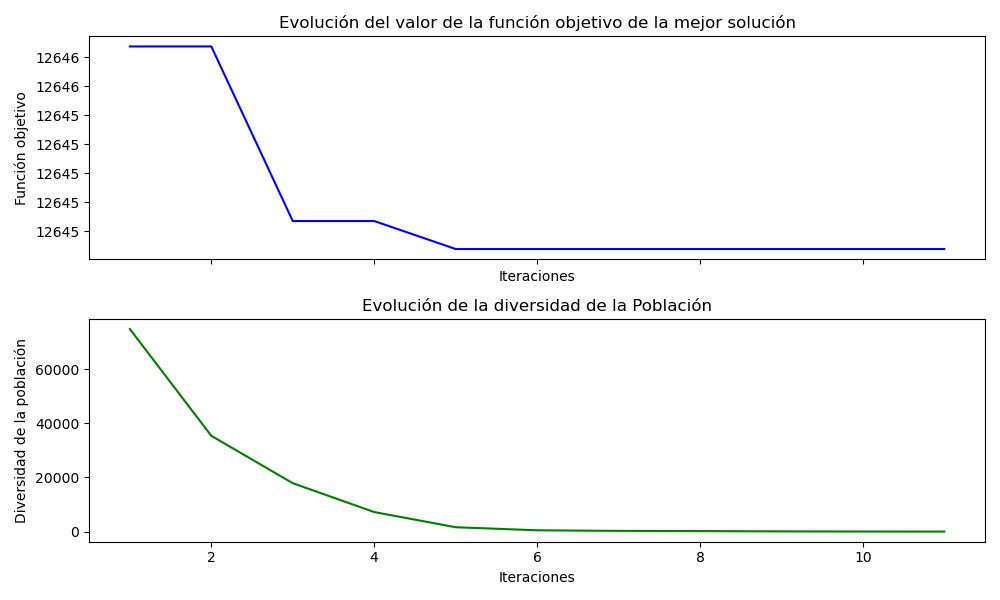 Evolución del valor de la función objetivo de la mejor solución
Función objetivo
12646
12646
12645
12645
12645
12645
12645
Iteraciones
Evolución de la diversidad de la Población
Diversidad de la población
60000
40000
20000
0
2 4 6 8 10
Iteraciones